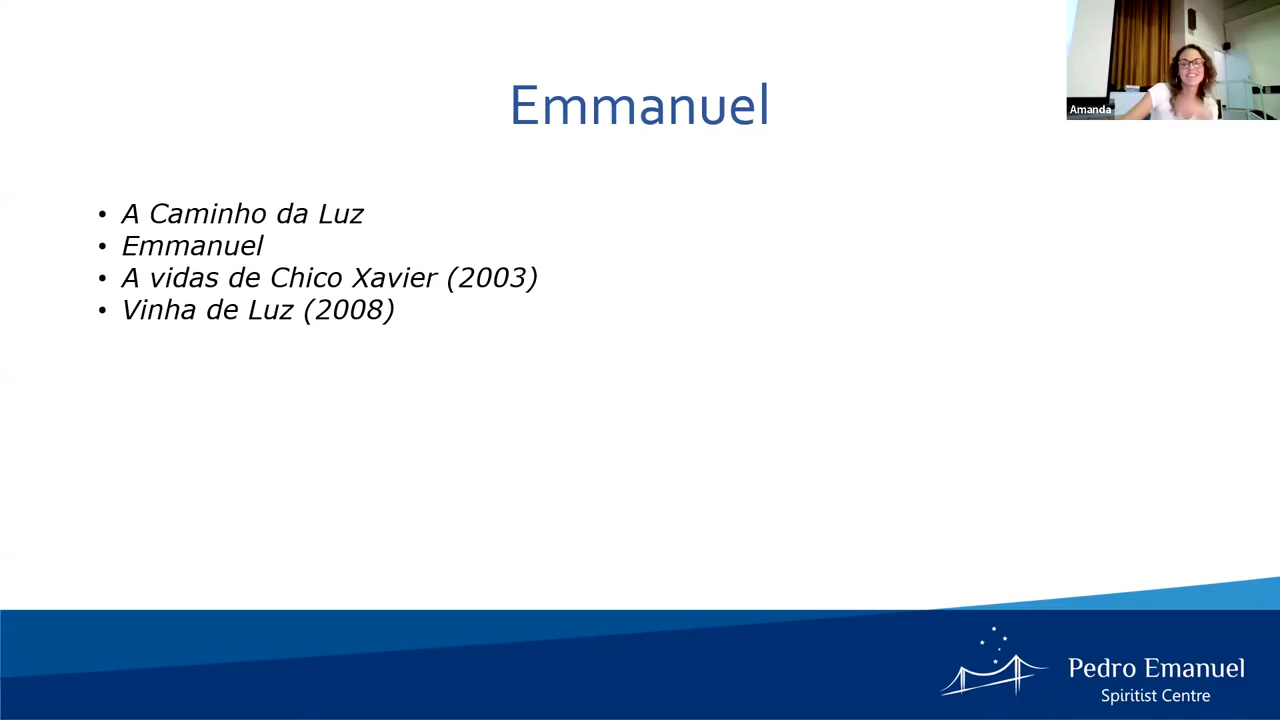 Amanda
Emmanuel
• A Caminho da Luz
• Emmanuel
• A vidas de Chico Xavier (2003)
• Vinha de Luz (2008)
Pedro Emanuel
Spiritist Centre